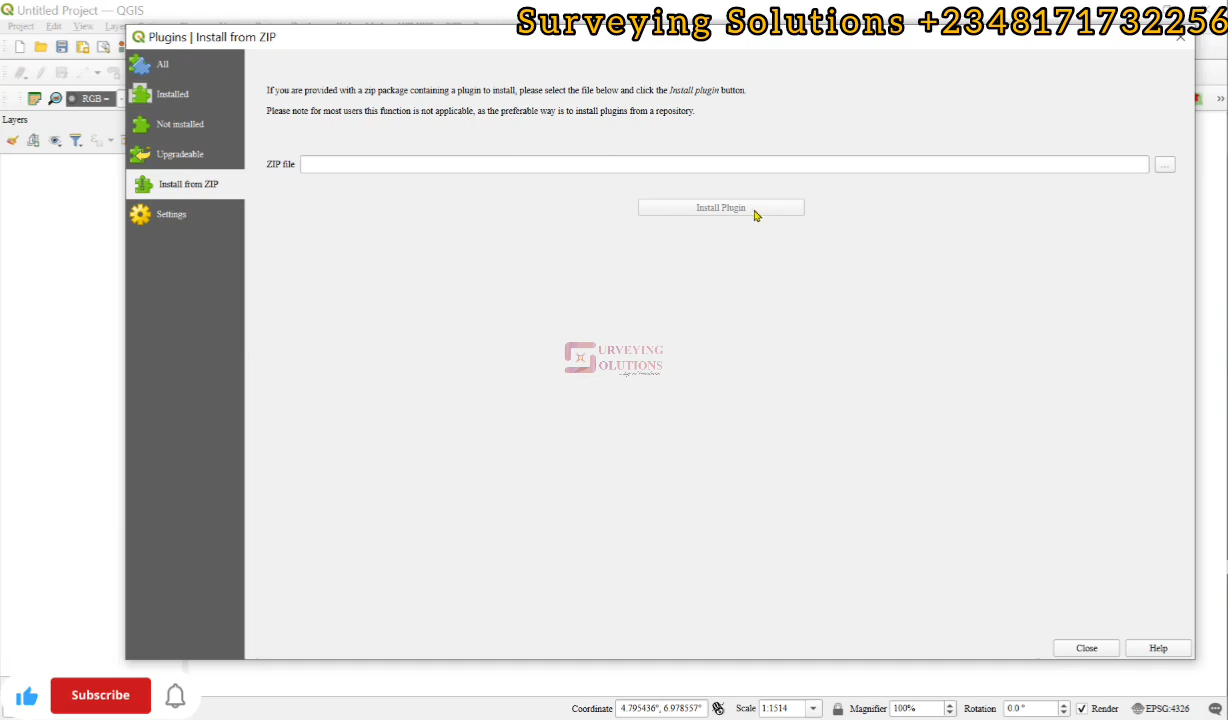 Untitled Project — QGIS
Surveying Solutions +2348171732256
Project Edit View Layer
Plugins | Install from ZIP
All
If you are provided with a zip package containing a plugin to install, please select the file below and click the Install plugin button.
Installed
RGB
Please note for most users this function is not applicable, as the preferable way is to install plugins from a repository.
Layers
Not installed
Upgradeable
ZIP file
...
Install from ZIP
Install Plugin
Settings
SURVEYING
SOLUTIONS
Close
Help
Subscribe
Coordinate 4.795436°, 6.978557° Scale 1:1514 Magnifier 100% Rotation 0.0 ° Render EPSG:4326